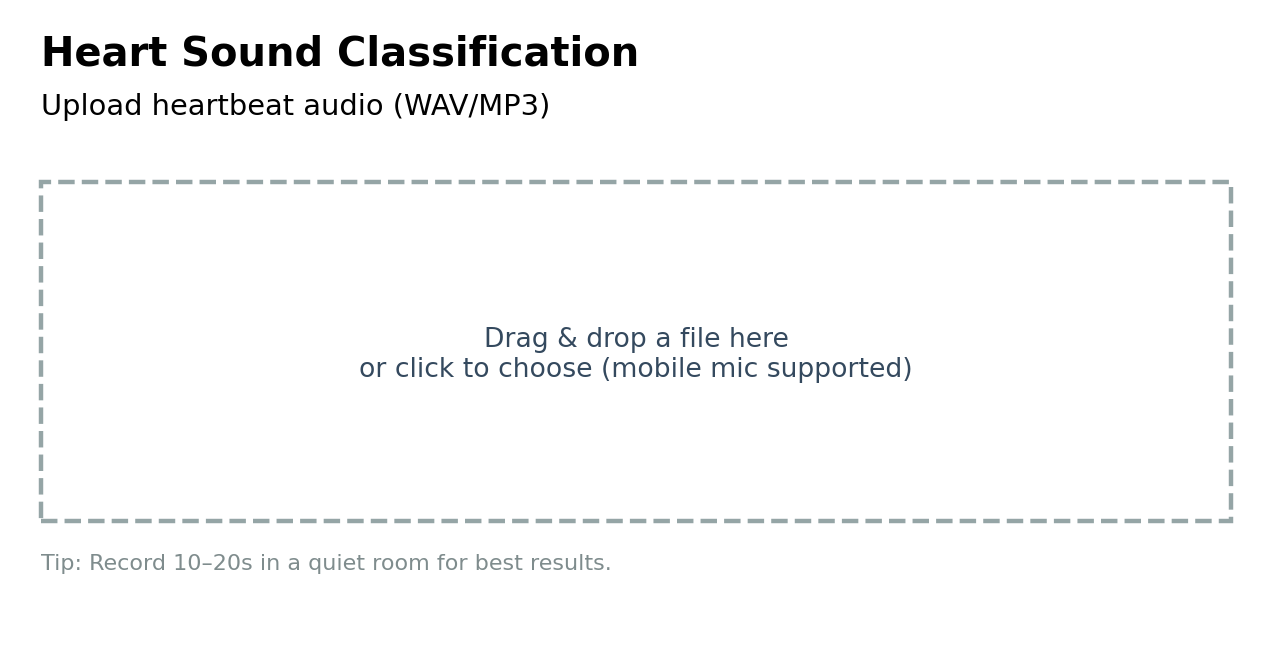 Heart Sound Classification
Upload heartbeat audio (WAV/MP3)
Drag & drop a file here
or click to choose (mobile mic supported)
Tip: Record 10–20s in a quiet room for best results.